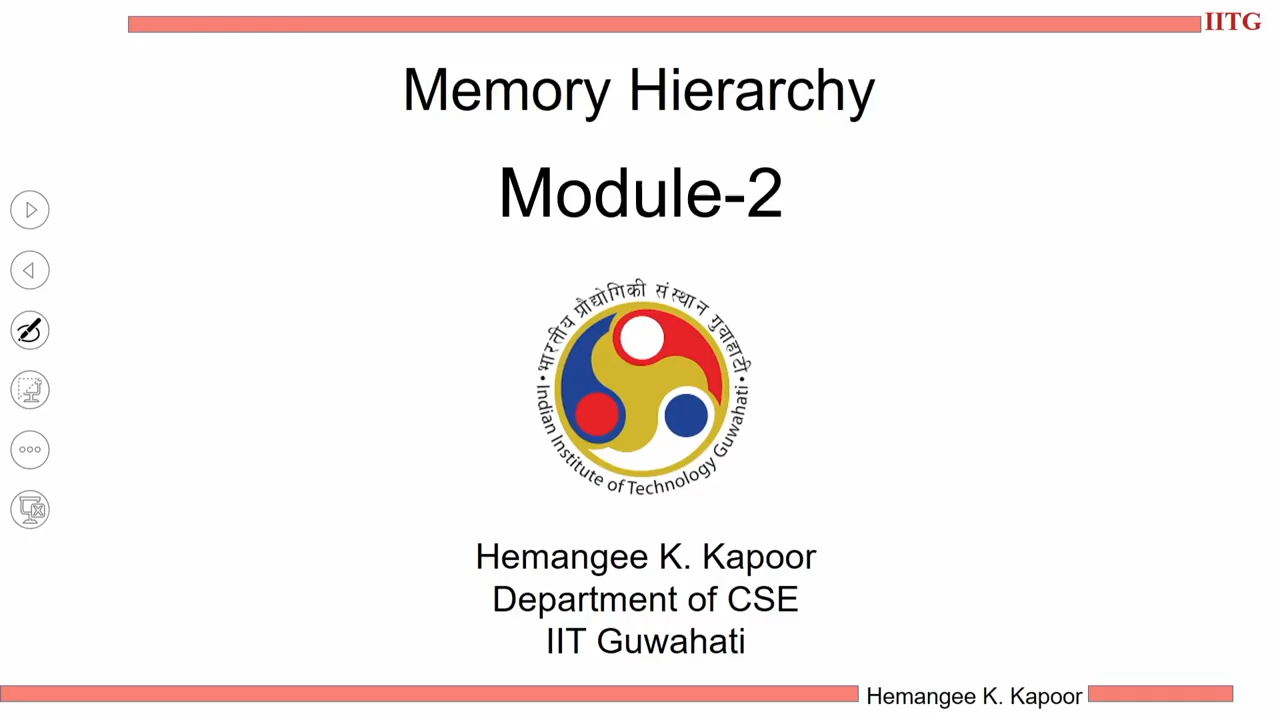 IITG
Memory Hierarchy
Module-2
भारतीय प्रौद्योगिकी संस्थान गुवाहाटी
Indian Institute of Technology Guwahati
Hemangee K. Kapoor
Department of CSE
IIT Guwahati
Hemangee K. Kapoor